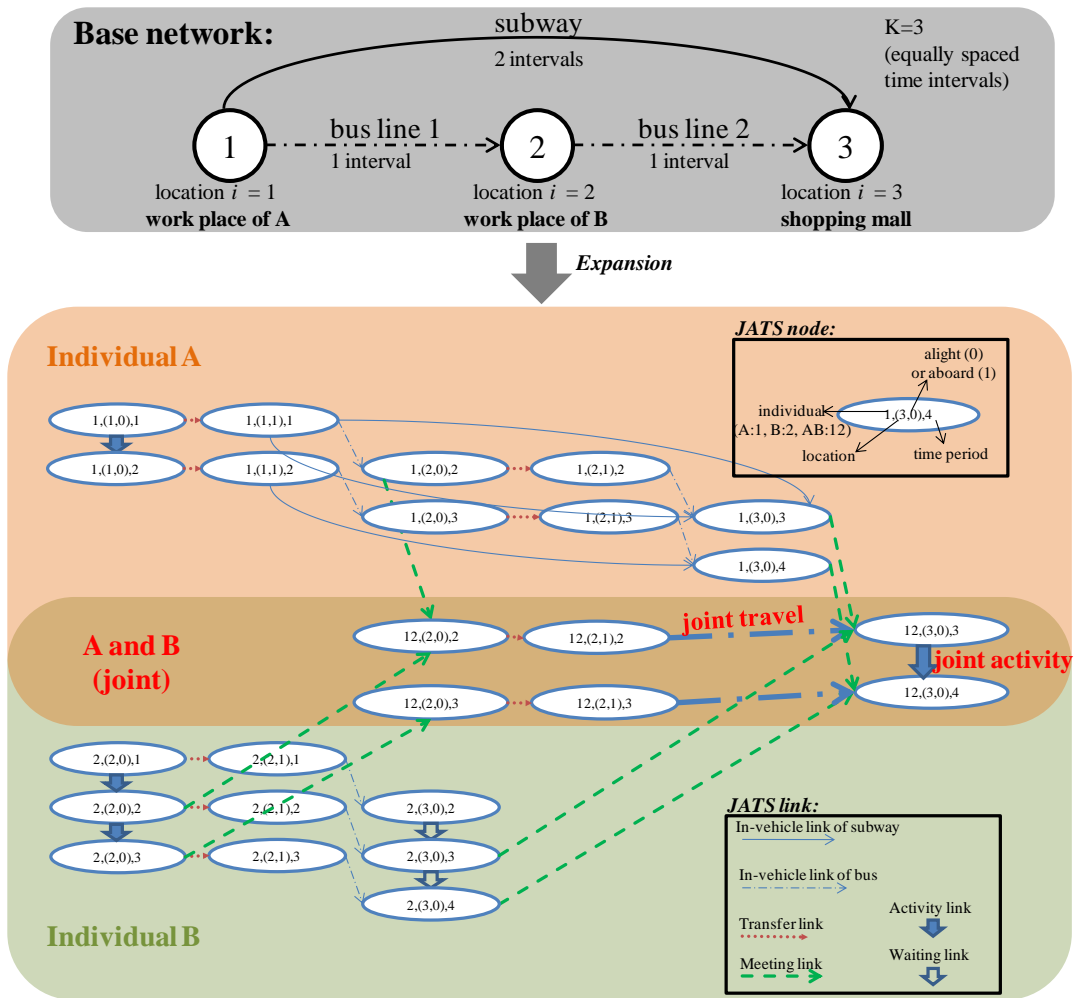 Base network:
subway
2 intervals
K=3
(equally spaced
time intervals)
1
bus line 1
1 interval
2
bus line 2
1 interval
3
location i = 1
work place of A
location i = 2
work place of B
location i = 3
shopping mall
Expansion
Individual A
JATS node:
alight (0)
or aboard (1)
individual
(A:1, B:2, AB:12)
1,(3,0),4
location
time period
1,(1,0),1
1,(1,1),1
1,(1,0),2
1,(1,1),2
1,(2,0),2
1,(2,1),2
1,(2,0),3
1,(2,1),3
1,(3,0),3
1,(3,0),4
A and B
(joint)
12,(2,0),2
12,(2,1),2
joint travel
12,(3,0),3
joint activity
12,(2,0),3
12,(2,1),3
12,(3,0),4
2,(2,0),1
2,(2,1),1
2,(2,0),2
2,(2,1),2
2,(3,0),2
2,(2,0),3
2,(2,1),3
2,(3,0),3
2,(3,0),4
Individual B
JATS link:
In-vehicle link of subway
In-vehicle link of bus
Transfer link
Activity link
Meeting link
Waiting link